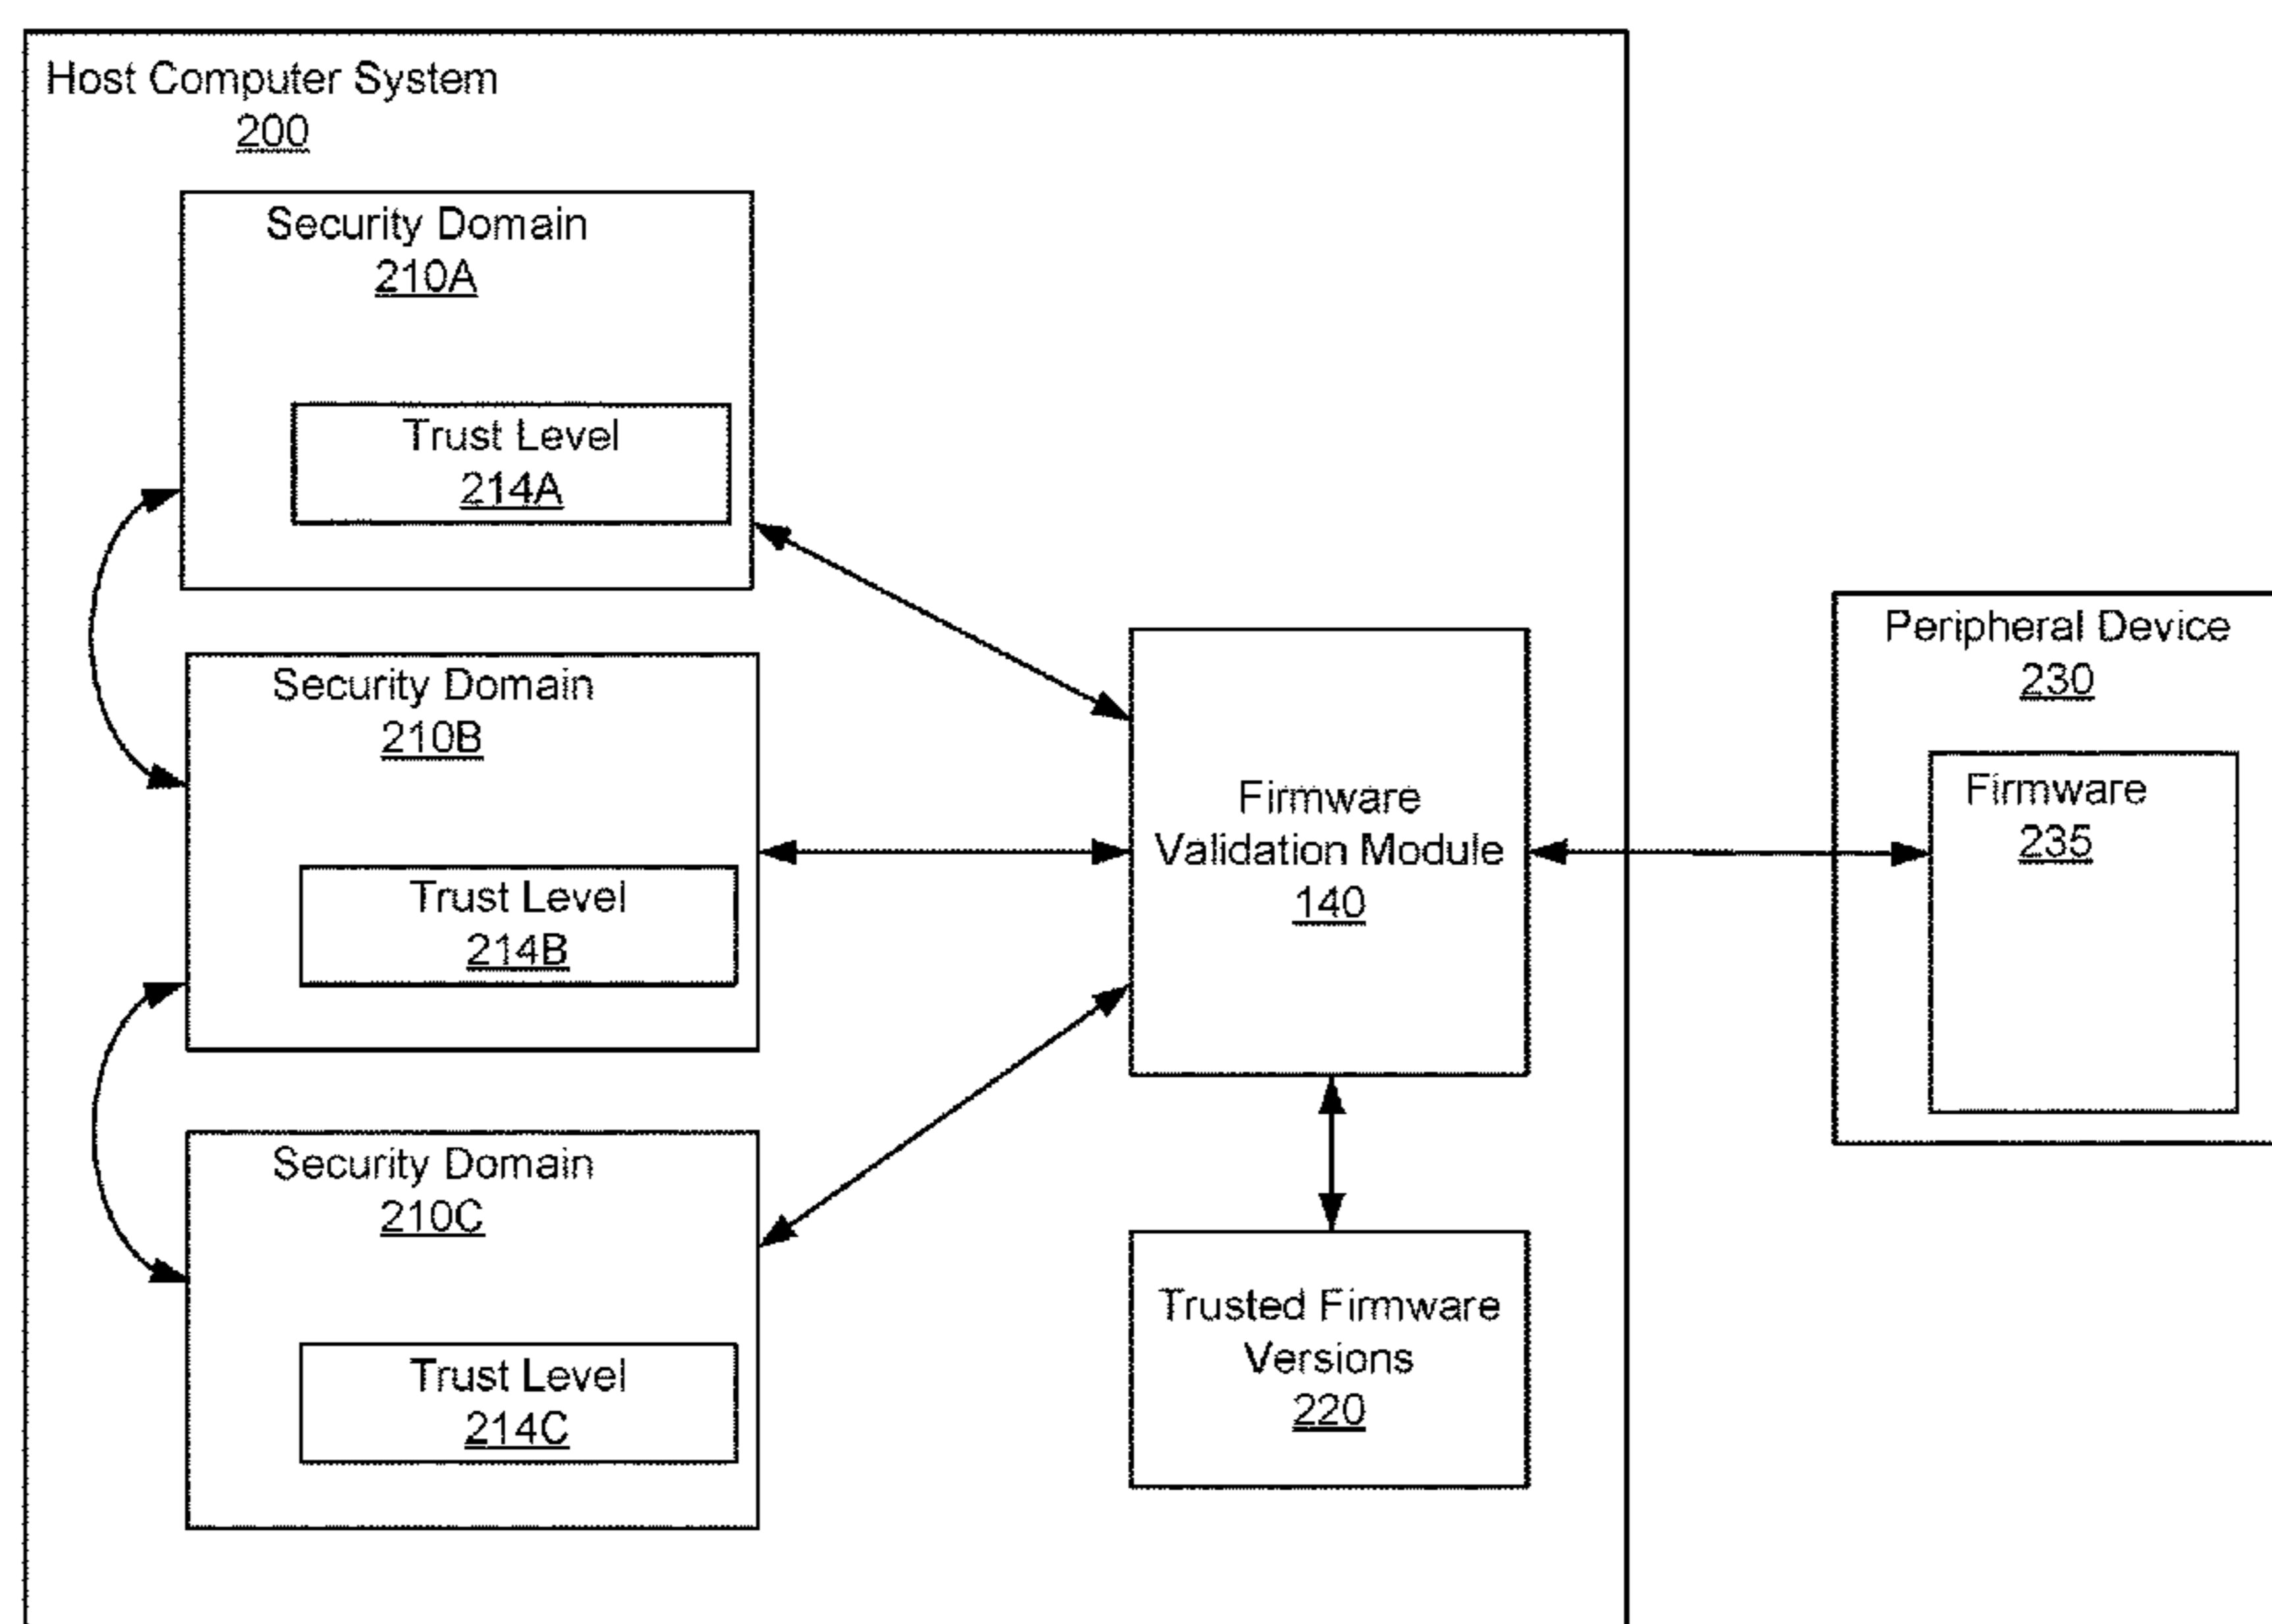 Host Computer System
200
Security Domain
210A
Trust Level
214A
Security Domain
210B
Trust Level
214B
Security Domain
210C
Trust Level
214C
Firmware
Validation Module
140
Trusted Firmware
Versions
220
Peripheral Device
230
Firmware
235